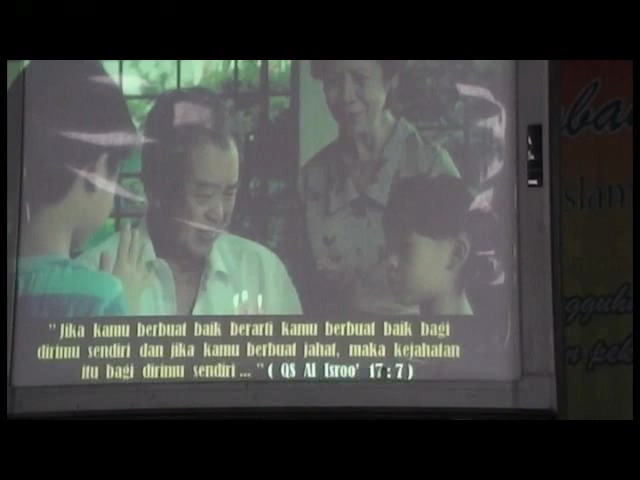 "Jika kamu berbuat baik berarti kamu berbuat baik bagi
dirimu sendiri dan jika kamu berbuat jahat, maka kejahatan
itu bagi dirimu sendiri ... " ( QS Al Isroo' 17 : 7 )